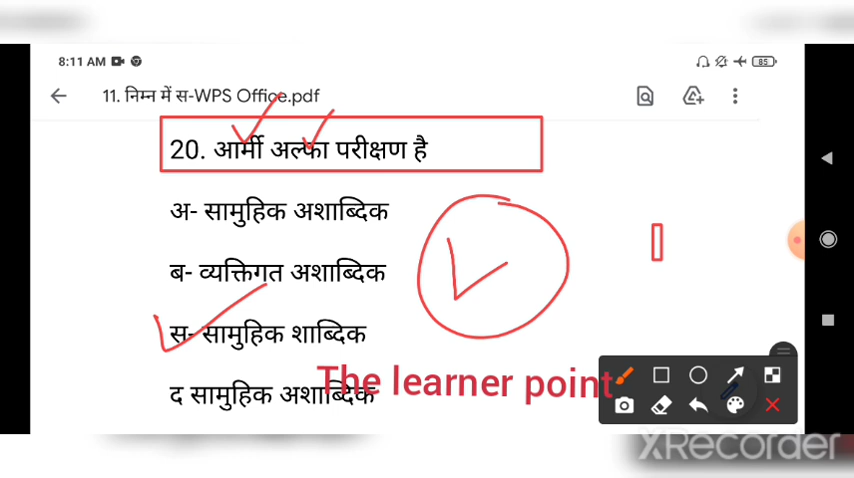 8:11 AM
85
11. निम्न में स-WPS Office.pdf
20. आर्मी अल्फा परीक्षण है
अ- सामुहिक अशाब्दिक
ब- व्यक्तिगत अशाब्दिक
स- सामुहिक शाब्दिक
The learner point
द सामुहिक अशाब्दिक
XRecorder